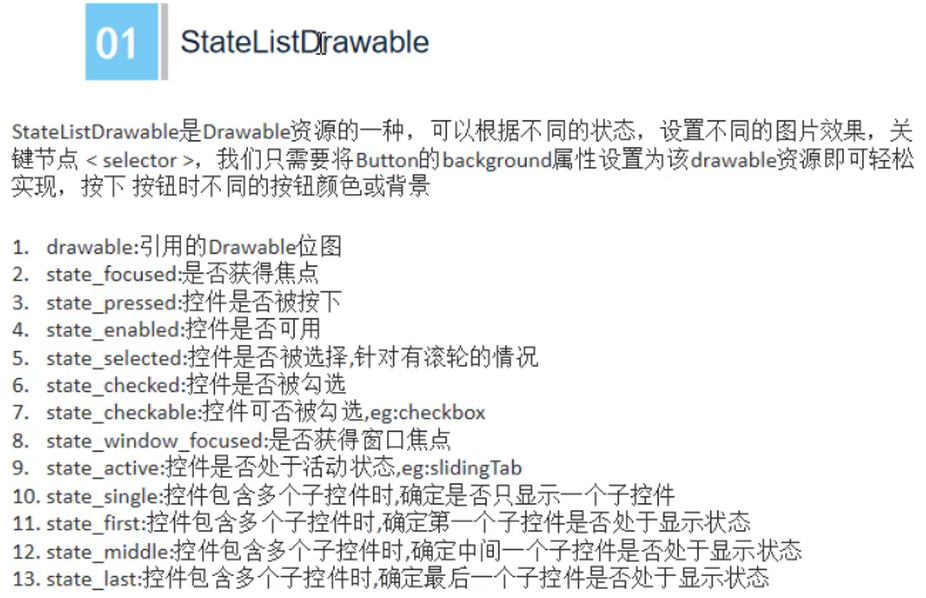 01 StateListDrawable
StateListDrawable是Drawable资源的一种，可以根据不同的状态，设置不同的图片效果，关
键节点 < selector >，我们只需要将Button的background属性设置为该drawable资源即可轻松
实现，按下 按钮时不同的按钮颜色或背景
1. drawable:引用的Drawable位图
2. state_focused:是否获得焦点
3. state_pressed:控件是否被按下
4. state_enabled:控件是否可用
5. state_selected:控件是否被选择,针对有滚轮的情况
6. state_checked:控件是否被勾选
7. state_checkable:控件可否被勾选,eg:checkbox
8. state_window_focused:是否获得窗口焦点
9. state_active:控件是否处于活动状态,eg:slidingTab
10. state_single:控件包含多个子控件时,确定是否只显示一个子控件
11. state_first:控件包含多个子控件时,确定第一个子控件是否处于显示状态
12. state_middle:控件包含多个子控件时,确定中间一个子控件是否处于显示状态
13. state_last:控件包含多个子控件时,确定最后一个子控件是否处于显示状态